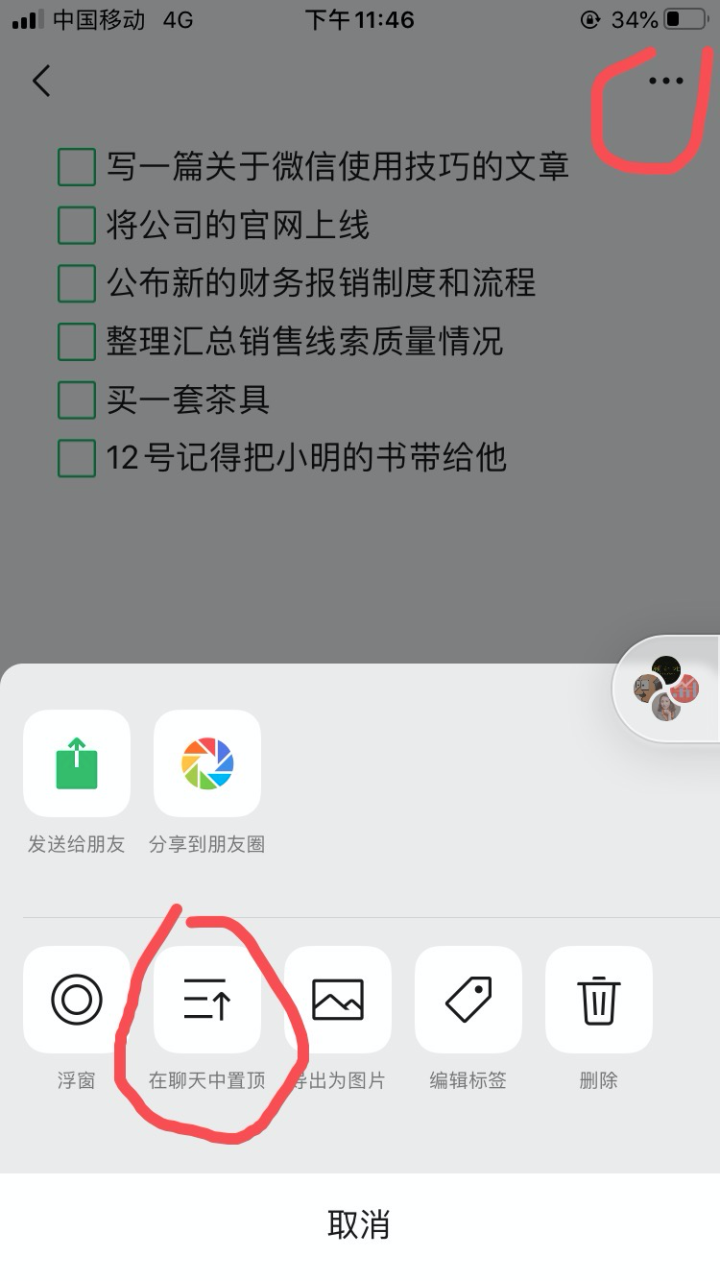 中国移动 4G 下午11:46 34%
写一篇关于微信使用技巧的文章
将公司的官网上线
公布新的财务报销制度和流程
整理汇总销售线索质量情况
买一套茶具
12号记得把小明的书带给他
发送给朋友 分享到朋友圈
浮窗 在聊天中置顶 导出为图片 编辑标签 删除
取消